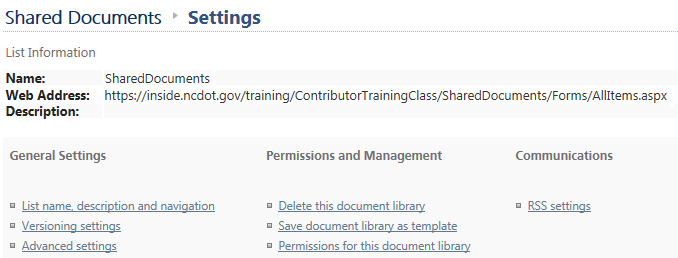 Shared Documents ▸ Settings
List Information
Name: SharedDocuments
Web Address: https://inside.ncdot.gov/training/ContributorTrainingClass/SharedDocuments/Forms/AllItems.aspx
Description:
General Settings Permissions and Management Communications
List name, description and navigation Delete this document library RSS settings
Versioning settings Save document library as template
Advanced settings Permissions for this document library